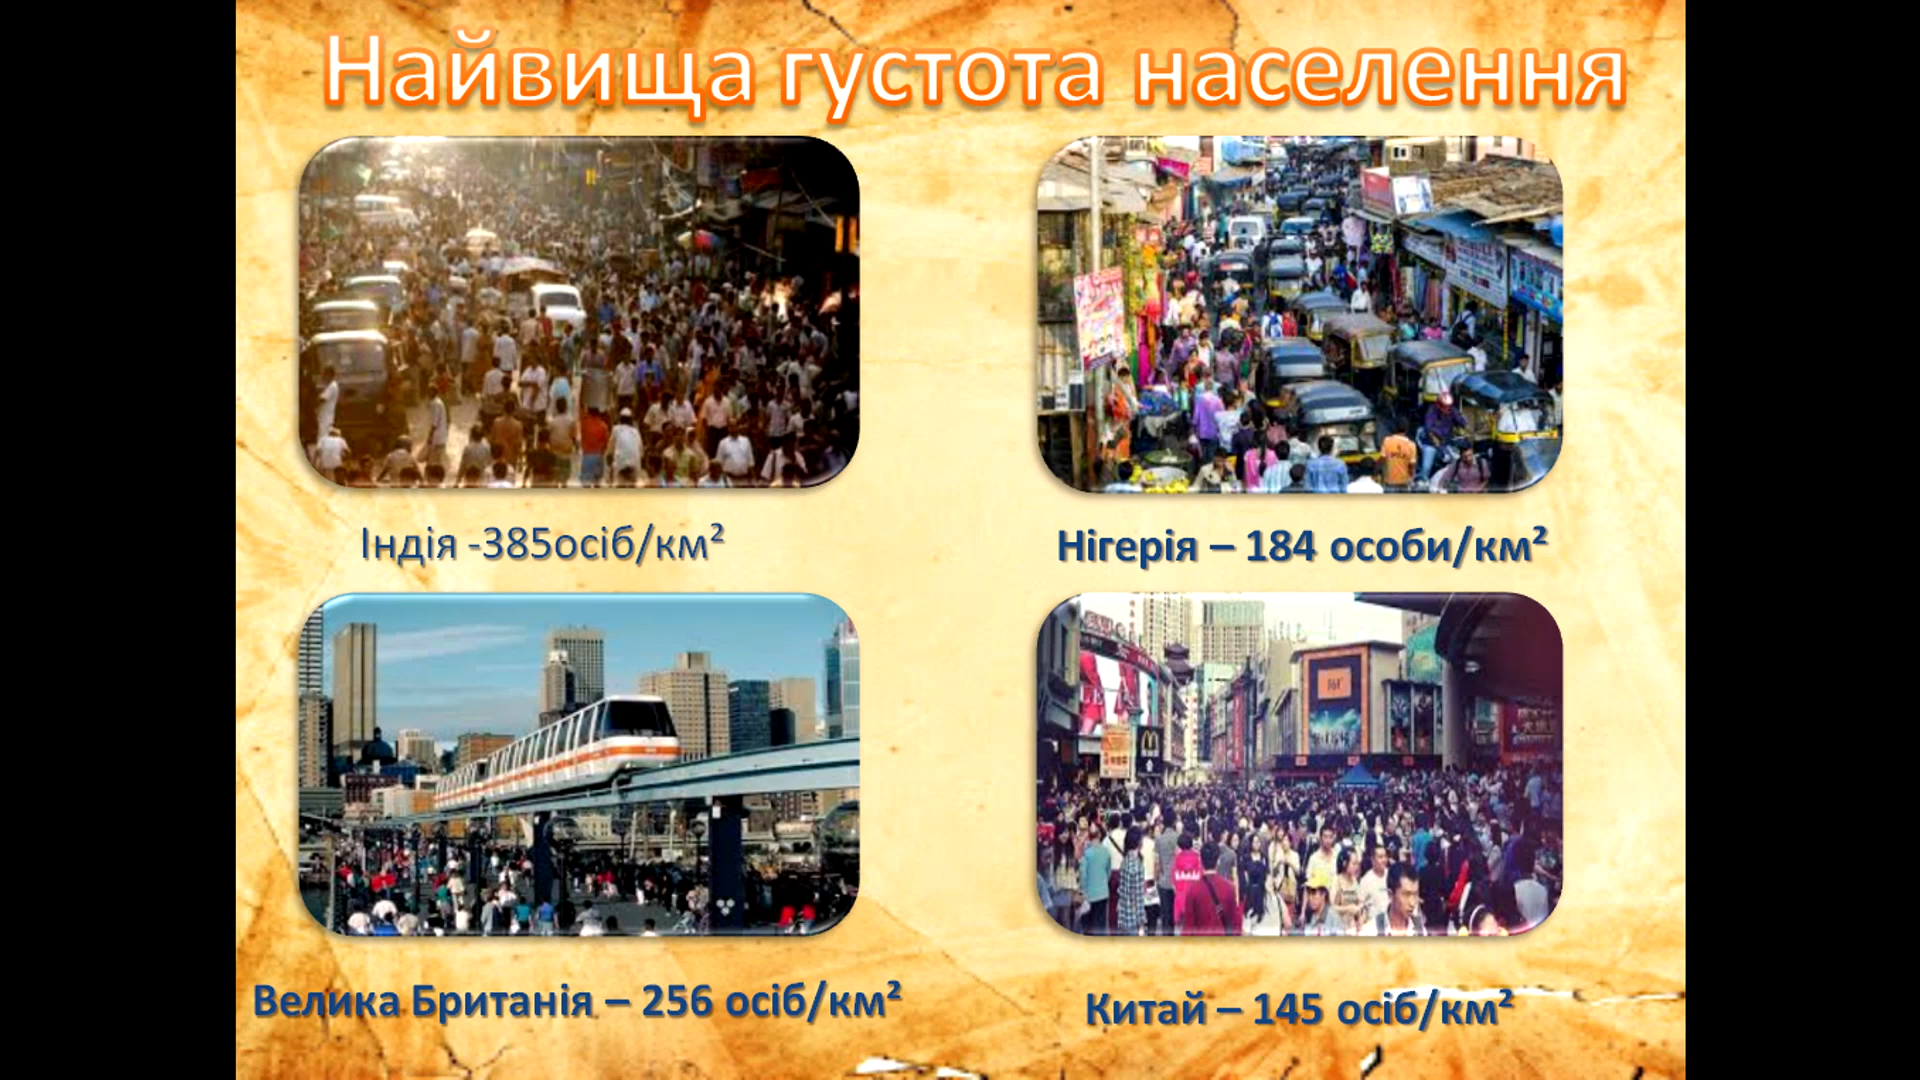 Найвища густота населення
Індія -385осіб/км²
Нігерія – 184 особи/км²
Велика Британія – 256 осіб/км²
Китай – 145 осіб/км²